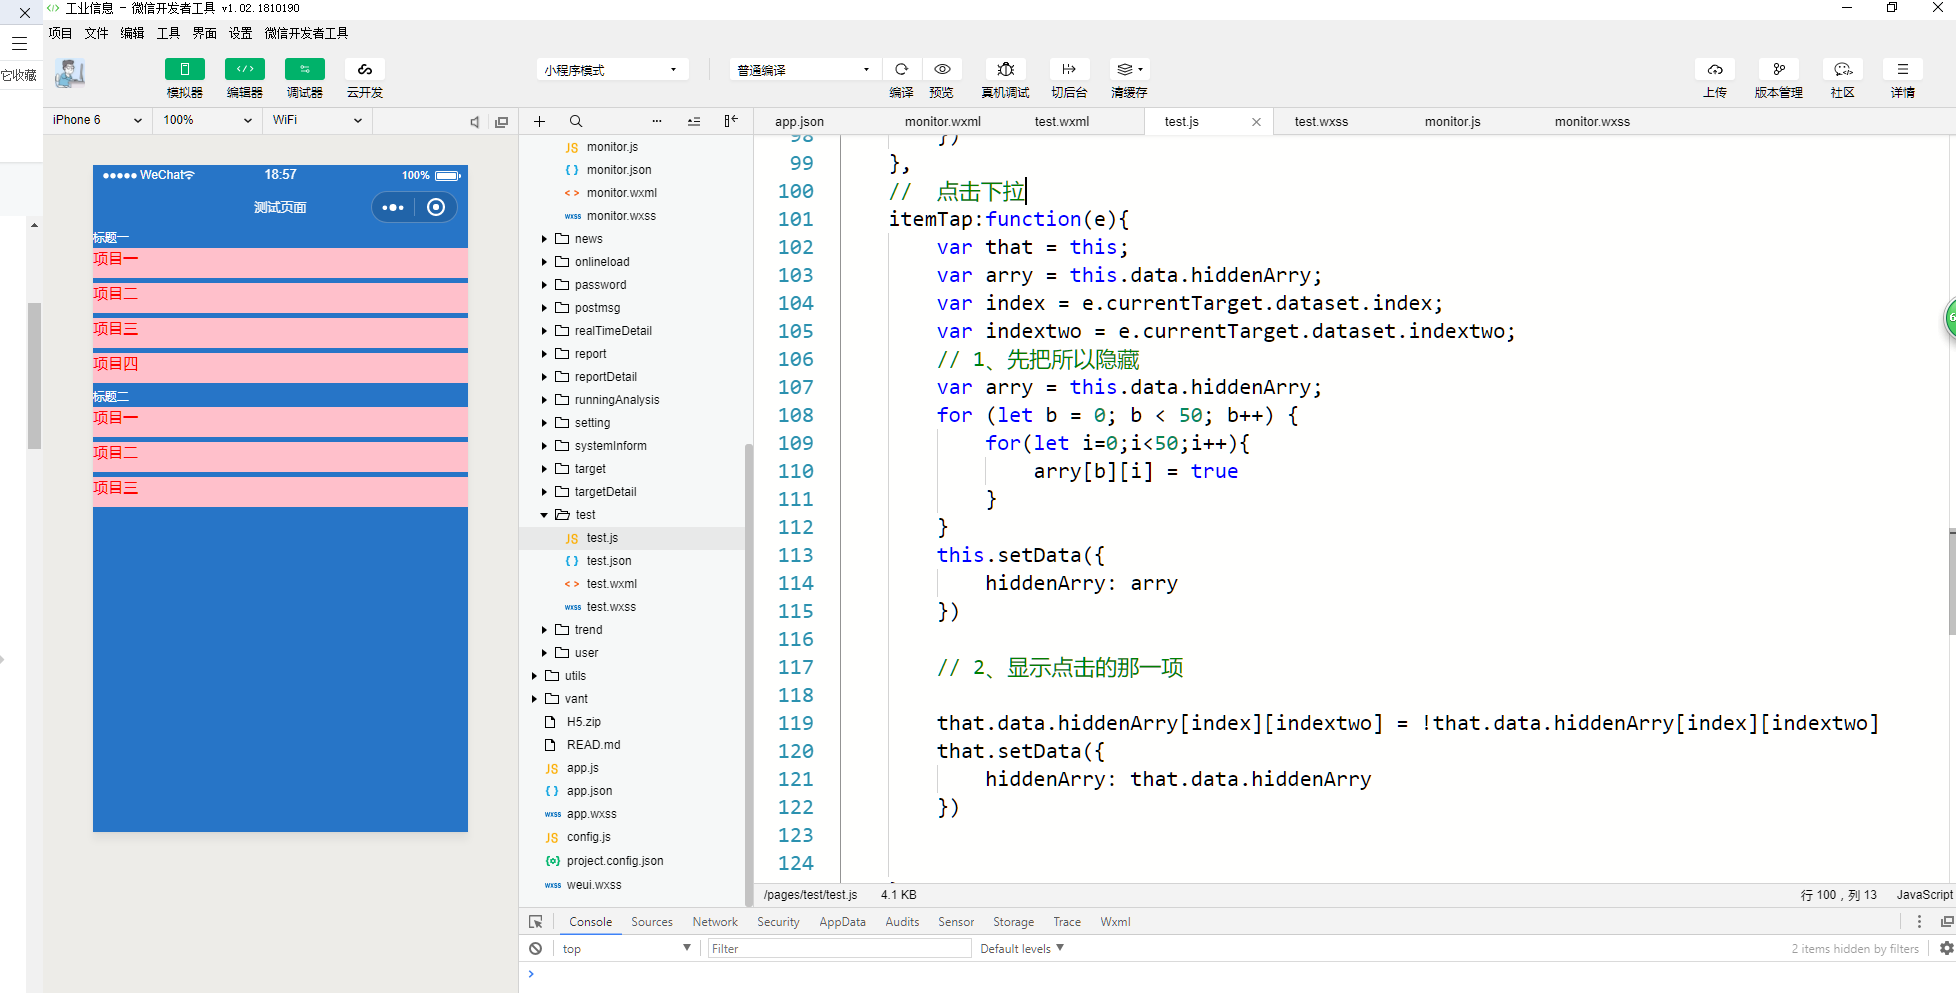 工业信息 - 微信开发者工具 v1.02.1810190
项目 文件 编辑 工具 界面 设置 微信开发者工具
它收藏
模拟器 编辑器 调试器 云开发
小程序模式
普通编译
编译 预览 真机调试 切后台 清缓存
上传 版本管理 社区 详情
iPhone 6 100% WiFi
WeChat 18:57 100%
测试页面
标题一
项目一
项目二
项目三
项目四
标题二
项目一
项目二
项目三
JS monitor.js
{ } monitor.json
< > monitor.wxml
wxss monitor.wxss
news
onlineload
password
postmsg
realTimeDetail
report
reportDetail
runningAnalysis
setting
systemInform
target
targetDetail
test
JS test.js
{ } test.json
< > test.wxml
wxss test.wxss
trend
user
utils
vant
H5.zip
READ.md
JS app.js
{ } app.json
wxss app.wxss
JS config.js
{o} project.config.json
wxss weui.wxss
app.json monitor.wxml test.wxml test.js test.wxss monitor.js monitor.wxss
98 })
99 },
100 // 点击下拉
101 itemTap:function(e){
102 var that = this;
103 var arry = this.data.hiddenArry;
104 var index = e.currentTarget.dataset.index;
105 var indextwo = e.currentTarget.dataset.indextwo;
106 // 1、先把所以隐藏
107 var arry = this.data.hiddenArry;
108 for (let b = 0; b < 50; b++) {
109 for(let i=0;i<50;i++){
110 arry[b][i] = true
111 }
112 }
113 this.setData({
114 hiddenArry: arry
115 })
116
117 // 2、显示点击的那一项
118
119 that.data.hiddenArry[index][indextwo] = !that.data.hiddenArry[index][indextwo]
120 that.setData({
121 hiddenArry: that.data.hiddenArry
122 })
123
124
/pages/test/test.js 4.1 KB
行 100，列 13 JavaScript
Console Sources Network Security AppData Audits Sensor Storage Trace Wxml
top Filter Default levels
2 items hidden by filters
6